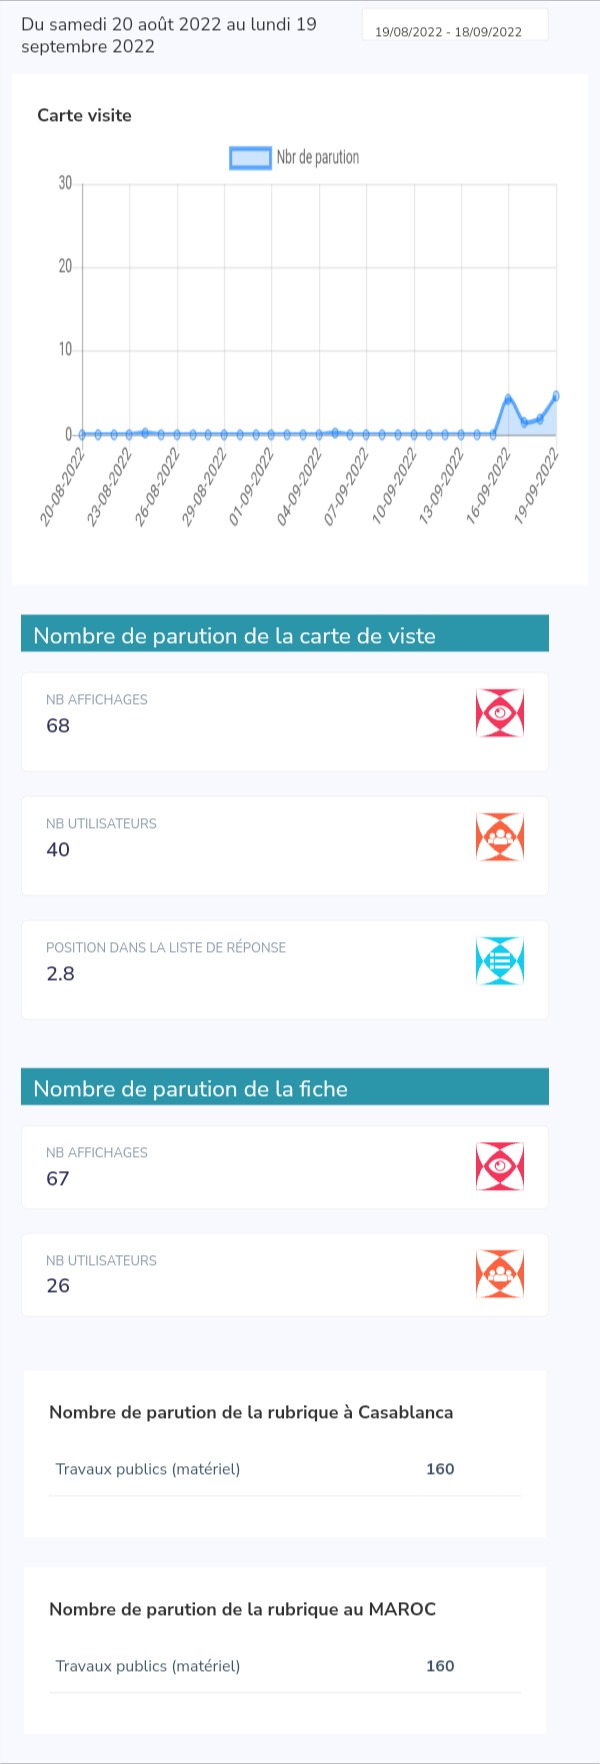 Du samedi 20 août 2022 au lundi 19
septembre 2022
19/08/2022 - 18/09/2022
Carte visite
Nbr de parution
30
20
10
0
20-08-2022
23-08-2022
26-08-2022
29-08-2022
01-09-2022
04-09-2022
07-09-2022
10-09-2022
13-09-2022
16-09-2022
19-09-2022
Nombre de parution de la carte de viste
NB AFFICHAGES
68
NB UTILISATEURS
40
POSITION DANS LA LISTE DE RÉPONSE
2.8
Nombre de parution de la fiche
NB AFFICHAGES
67
NB UTILISATEURS
26
Nombre de parution de la rubrique à Casablanca
Travaux publics (matériel) 160
Nombre de parution de la rubrique au MAROC
Travaux publics (matériel) 160